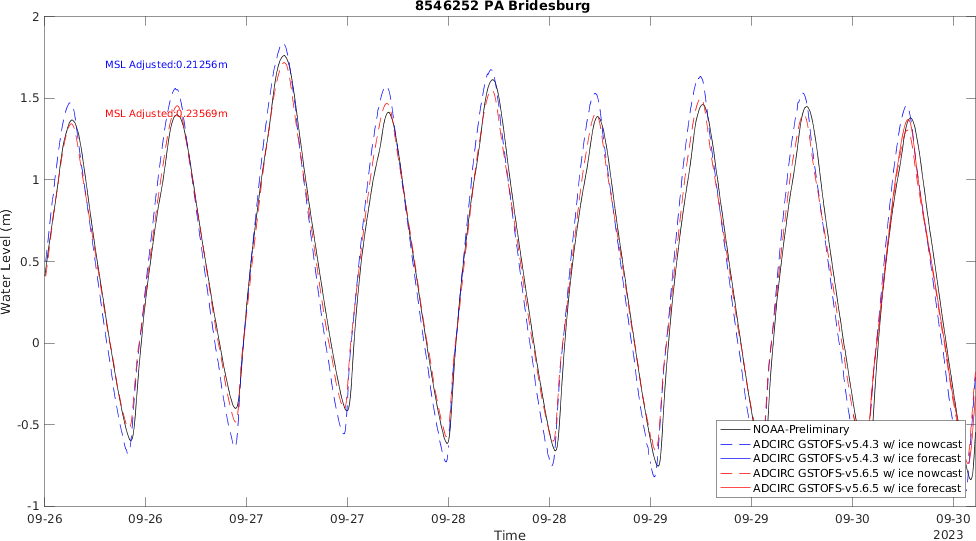 8546252 PA Bridesburg
2
1.5
1
0.5
0
-0.5
-1
Water Level (m)
MSL Adjusted:0.21256m
MSL Adjusted:0.23569m
NOAA-Preliminary
ADCIRC GSTOFS-v5.4.3 w/ ice nowcast
ADCIRC GSTOFS-v5.4.3 w/ ice forecast
ADCIRC GSTOFS-v5.6.5 w/ ice nowcast
ADCIRC GSTOFS-v5.6.5 w/ ice forecast
09-26 09-26 09-27 09-27 09-28 09-28 09-29 09-29 09-30 09-30
Time
2023